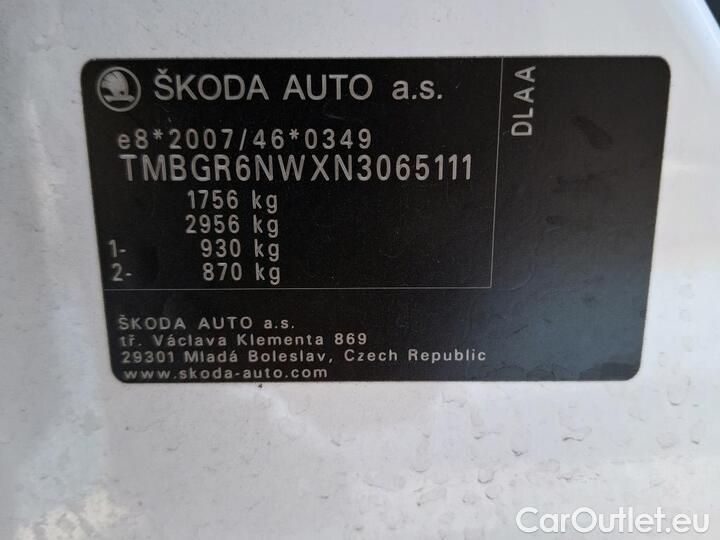 ŠKODA AUTO a.s.
DLAA
e8*2007/46*0349
TMBGR6NWXN3065111
1756 kg
2956 kg
1- 930 kg
2- 870 kg
ŠKODA AUTO a.s.
tř. Václava Klementa 869
29301 Mladá Boleslav, Czech Republic
www.skoda-auto.com
CarOutlet.eu